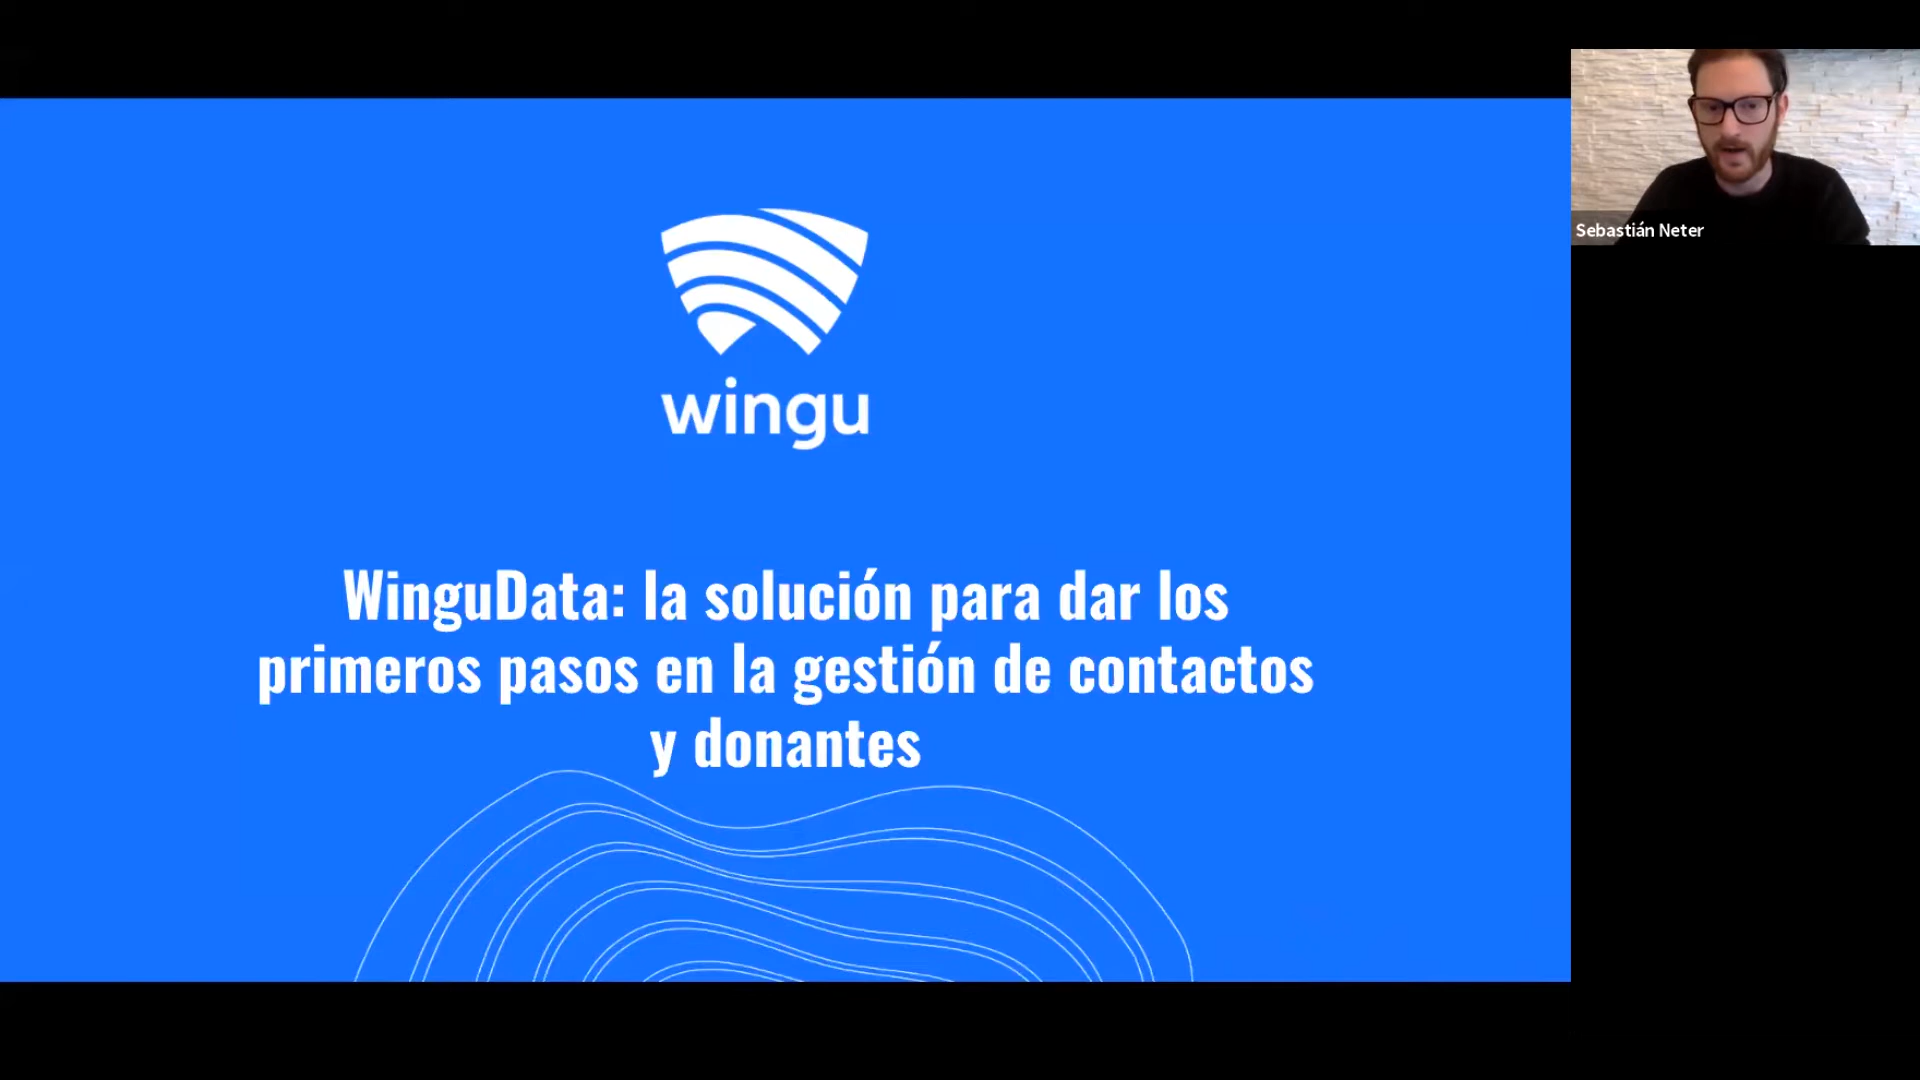 wingu
WinguData: la solución para dar los
primeros pasos en la gestión de contactos
y donantes
Sebastián Neter